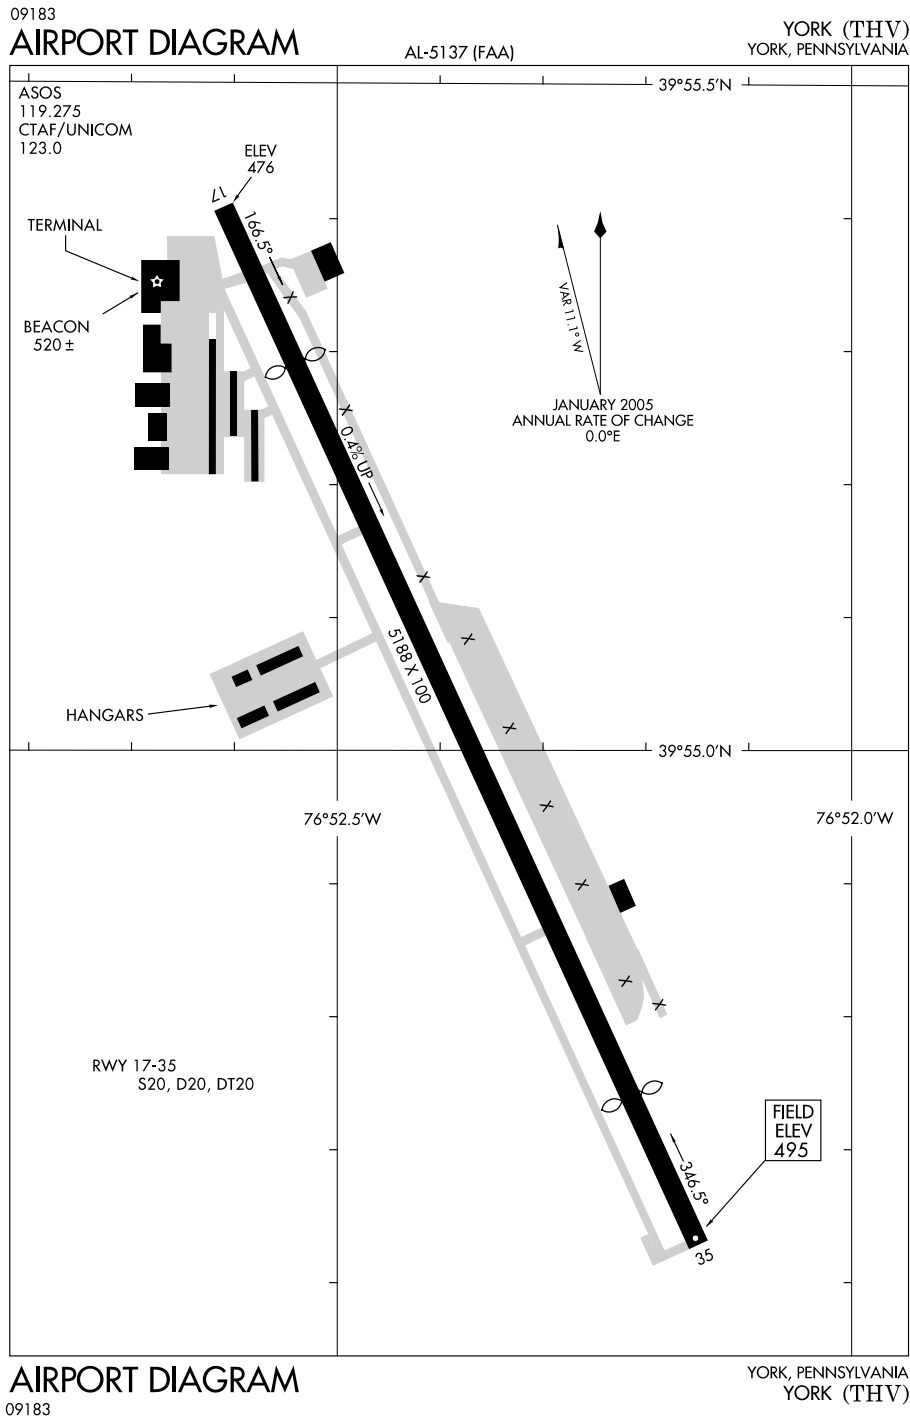 09183
AIRPORT DIAGRAM
AL-5137 (FAA)
YORK (THV)
YORK, PENNSYLVANIA
39°55.5'N
ASOS
119.275
CTAF/UNICOM
123.0
ELEV
476
17
166.5°
TERMINAL
BEACON
520 ±
VAR 11.1° W
JANUARY 2005
ANNUAL RATE OF CHANGE
0.0°E
X
X
0.4% UP
X
X
5188 X 100
HANGARS
X
39°55.0'N
X
76°52.5'W
76°52.0'W
X
X
X
RWY 17-35
S20, D20, DT20
FIELD
ELEV
495
346.5°
35
AIRPORT DIAGRAM
09183
YORK, PENNSYLVANIA
YORK (THV)